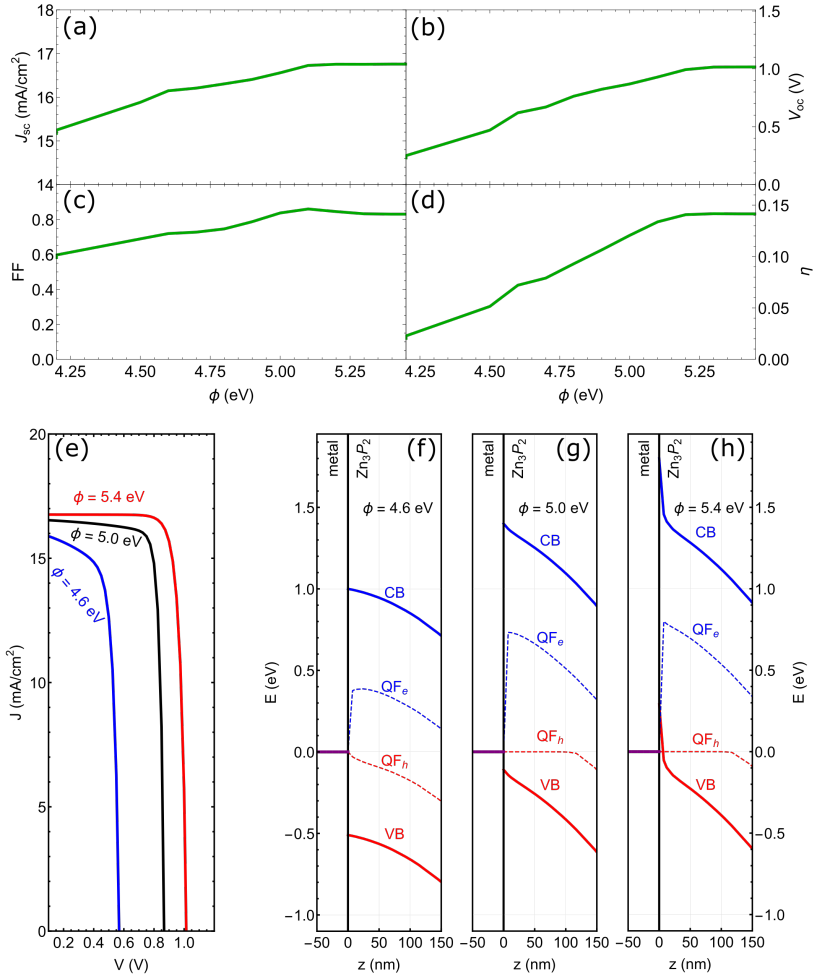 (a)
(b)
(c)
(d)
18
17
16
15
14
J_sc (mA/cm²)
1.5
1.0
0.5
0.0
V_oc (V)
0.8
0.6
0.4
0.2
0.0
FF
0.15
0.10
0.05
0.00
η
4.25 4.50 4.75 5.00 5.25
ϕ (eV)
4.25 4.50 4.75 5.00 5.25
ϕ (eV)
(e)
20
15
10
5
0
J (mA/cm²)
ϕ = 5.4 eV
ϕ = 5.0 eV
ϕ = 4.6 eV
0.2 0.4 0.6 0.8 1.0
V (V)
(f)
metal
Zn₃P₂
ϕ = 4.6 eV
CB
QF_e
QF_h
VB
1.5
1.0
0.5
0.0
−0.5
−1.0
E (eV)
−50 0 50 100 150
z (nm)
(g)
metal
Zn₃P₂
ϕ = 5.0 eV
CB
QF_e
QF_h
VB
−50 0 50 100 150
z (nm)
(h)
metal
Zn₃P₂
ϕ = 5.4 eV
CB
QF_e
QF_h
VB
1.5
1.0
0.5
0.0
−0.5
−1.0
E (eV)
−50 0 50 100 150
z (nm)